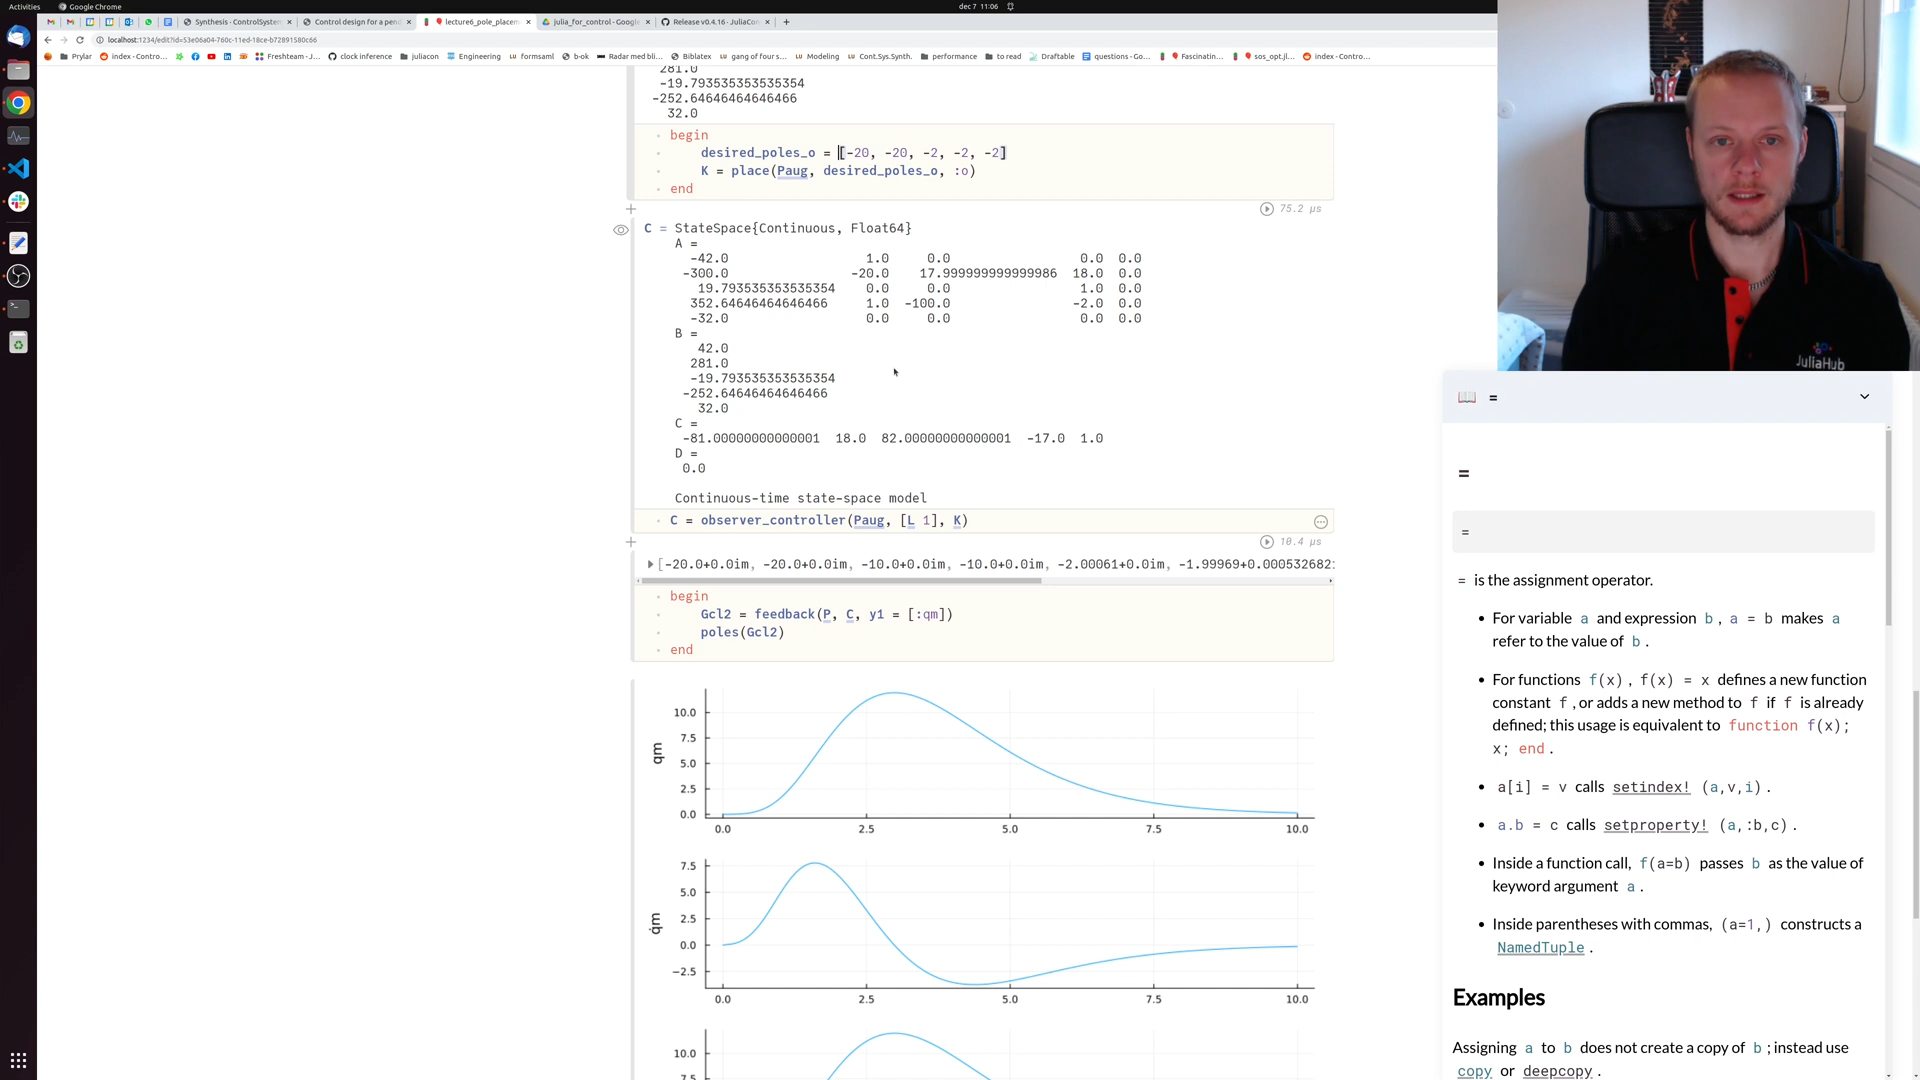 Activities Google Chrome dec 7 11:06
Synthesis · ControlSystem × Control design for a pend × lecture6_pole_placem × julia_for_control - Google × Release v0.4.16 · JuliaCon × +
localhost:1234/edit?id=53e06a04-760c-11ed-18ce-b72891580c66
Prylar index - Contro... Freshteam - J... clock inference juliacon Engineering formsaml b-ok Radar med bli... Biblatex gang of four s... Modeling Cont.Sys.Synth. performance to read Draftable questions - Go... Fascinatin... sos_opt.jl... index - Contro...
281.0
-19.793535353535354
-252.64646464646466
32.0
begin
desired_poles_o = [-20, -20, -2, -2, -2]
K = place(Paug, desired_poles_o, :o)
end
75.2 μs
C = StateSpace{Continuous, Float64}
A =
-42.0 1.0 0.0 0.0 0.0
-300.0 -20.0 17.999999999999986 18.0 0.0
19.793535353535354 0.0 0.0 1.0 0.0
352.64646464646466 1.0 -100.0 -2.0 0.0
-32.0 0.0 0.0 0.0 0.0
B =
42.0
281.0
-19.793535353535354
-252.64646464646466
32.0
C =
-81.00000000000001 18.0 82.00000000000001 -17.0 1.0
D =
0.0
Continuous-time state-space model
C = observer_controller(Paug, [L 1], K)
10.4 μs
[-20.0+0.0im, -20.0+0.0im, -10.0+0.0im, -10.0+0.0im, -2.00061+0.0im, -1.99969+0.000532682
begin
Gcl2 = feedback(P, C, y1 = [:qm])
poles(Gcl2)
end
qm
10.0
7.5
5.0
2.5
0.0
0.0 2.5 5.0 7.5 10.0
q̇m
7.5
5.0
2.5
0.0
−2.5
0.0 2.5 5.0 7.5 10.0
10.0
7.5
JuliaHub
=
=
=
= is the assignment operator.
• For variable a and expression b, a = b makes a
refer to the value of b.
• For functions f(x), f(x) = x defines a new function
constant f, or adds a new method to f if f is already
defined; this usage is equivalent to function f(x);
x; end.
• a[i] = v calls setindex! (a,v,i).
• a.b = c calls setproperty! (a,:b,c).
• Inside a function call, f(a=b) passes b as the value of
keyword argument a.
• Inside parentheses with commas, (a=1,) constructs a
NamedTuple.
Examples
Assigning a to b does not create a copy of b; instead use
copy or deepcopy.